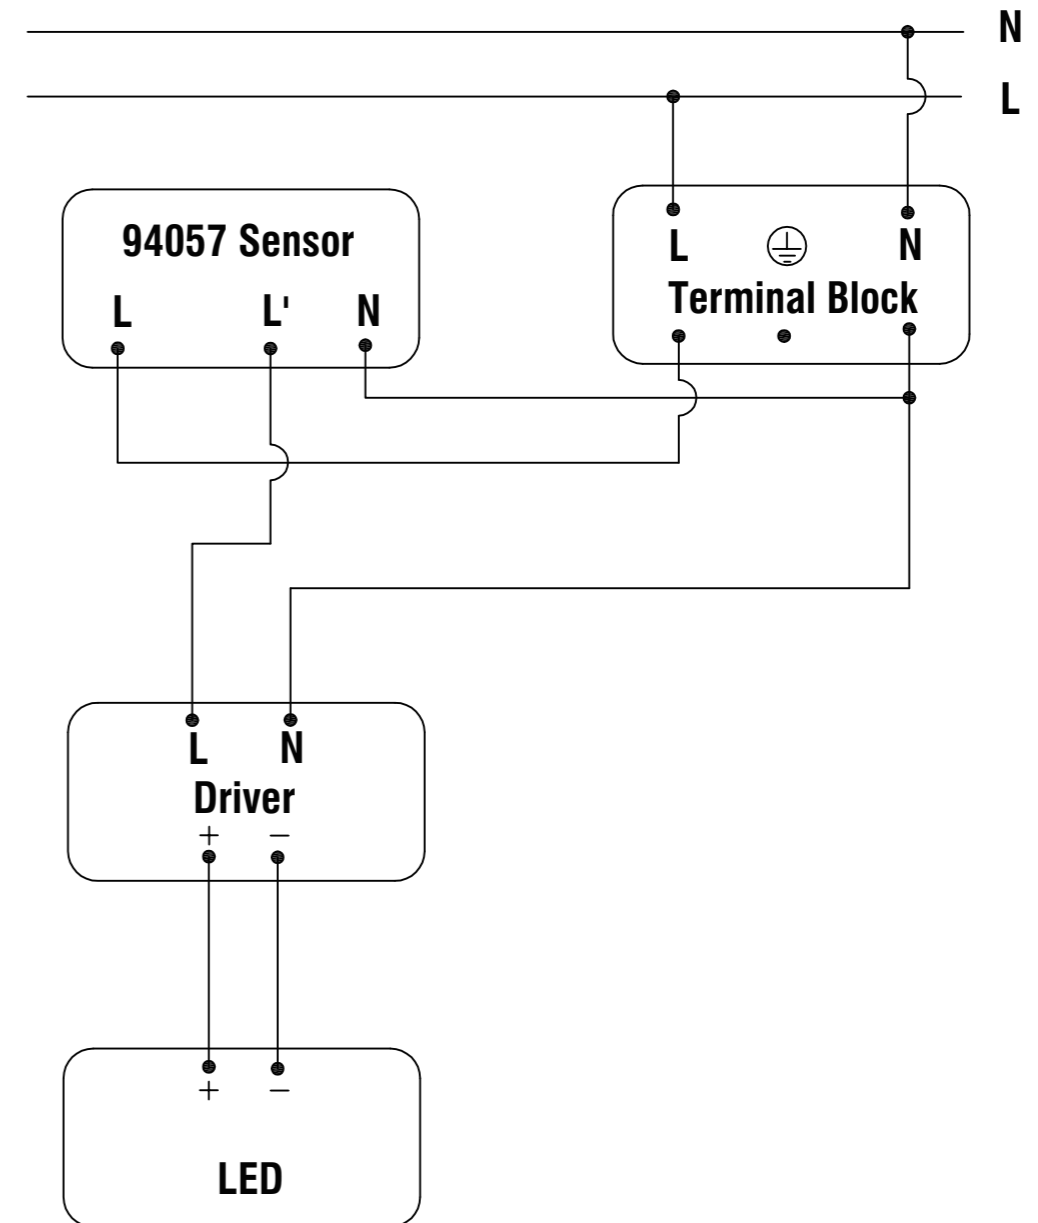 N
L
94057 Sensor
L L' N
L N
Terminal Block
L N
Driver
+ −
+ −
LED